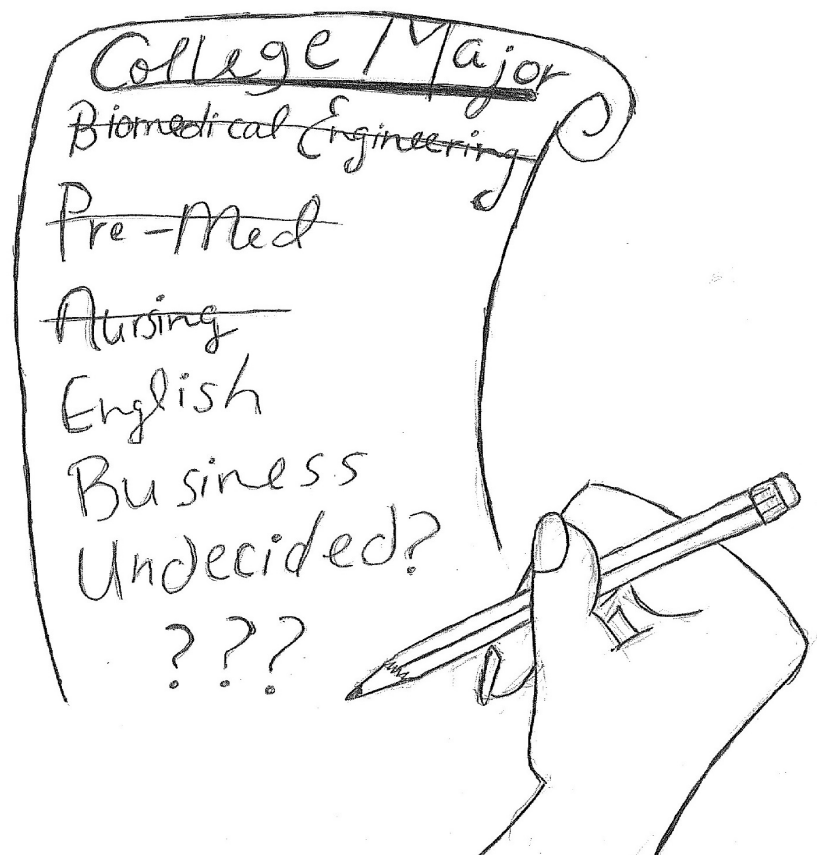 College Major
Biomedical Engineering
Pre-Med
Nursing
English
Business
Undecided?
???